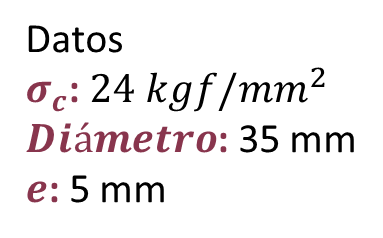 Datos
σc: 24 kgf/mm²
Diámetro: 35 mm
e: 5 mm